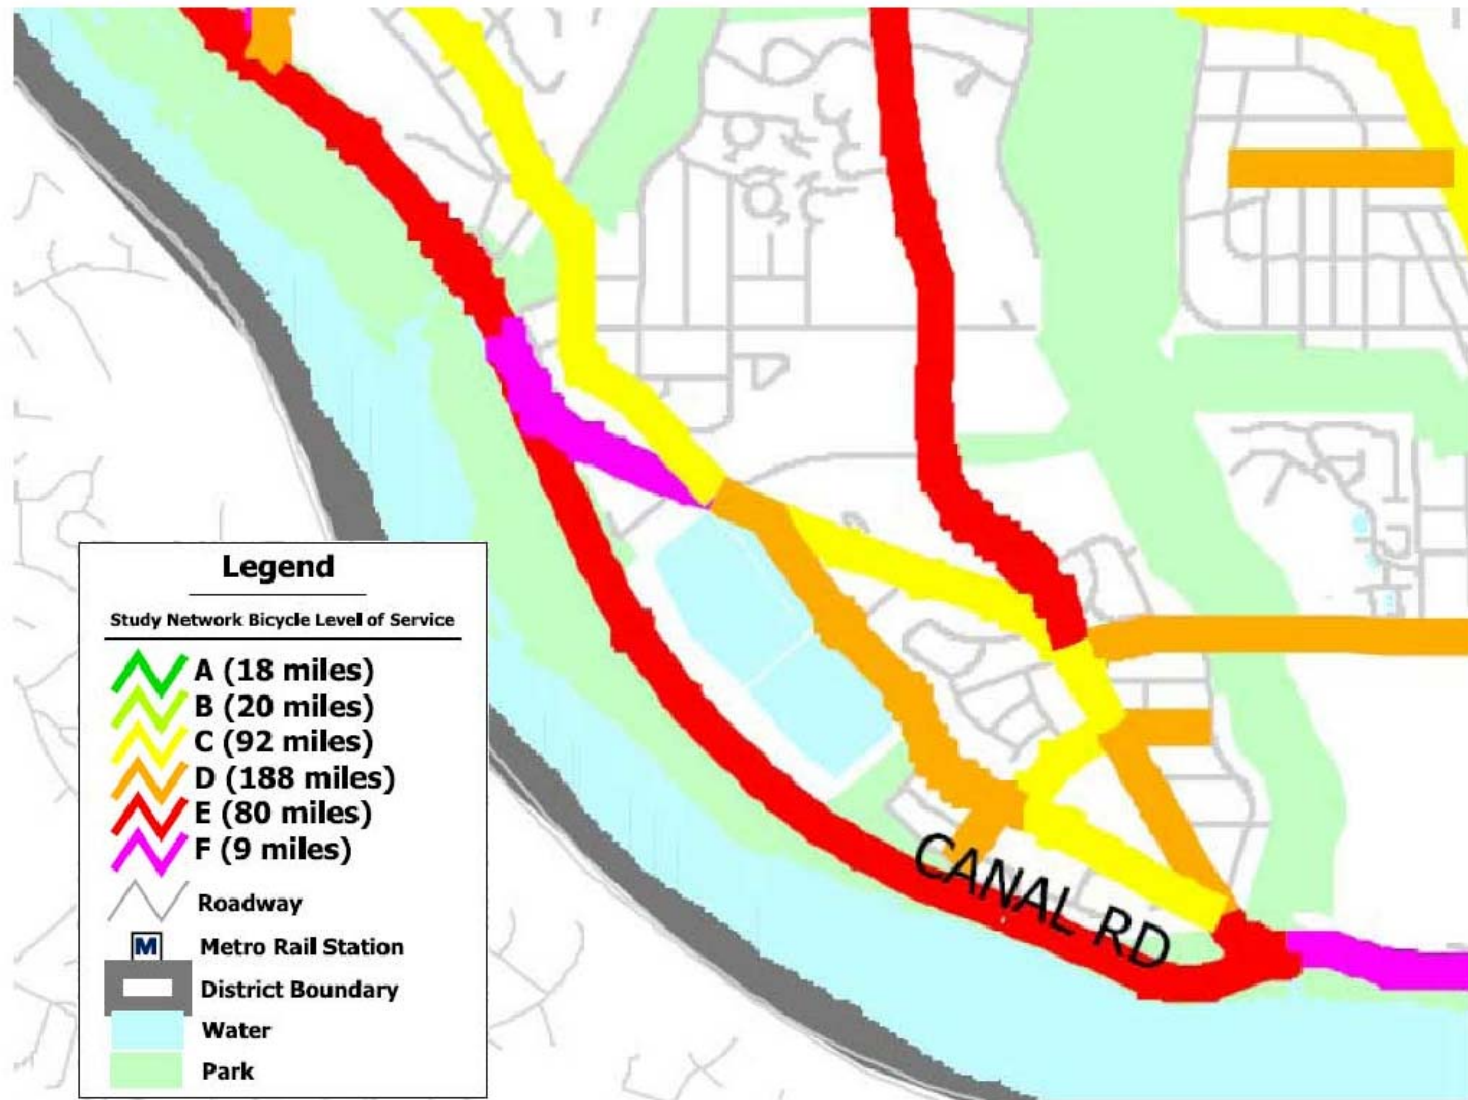 Legend
Study Network Bicycle Level of Service
A (18 miles)
B (20 miles)
C (92 miles)
D (188 miles)
E (80 miles)
F (9 miles)
Roadway
M Metro Rail Station
District Boundary
Water
Park
CANAL RD